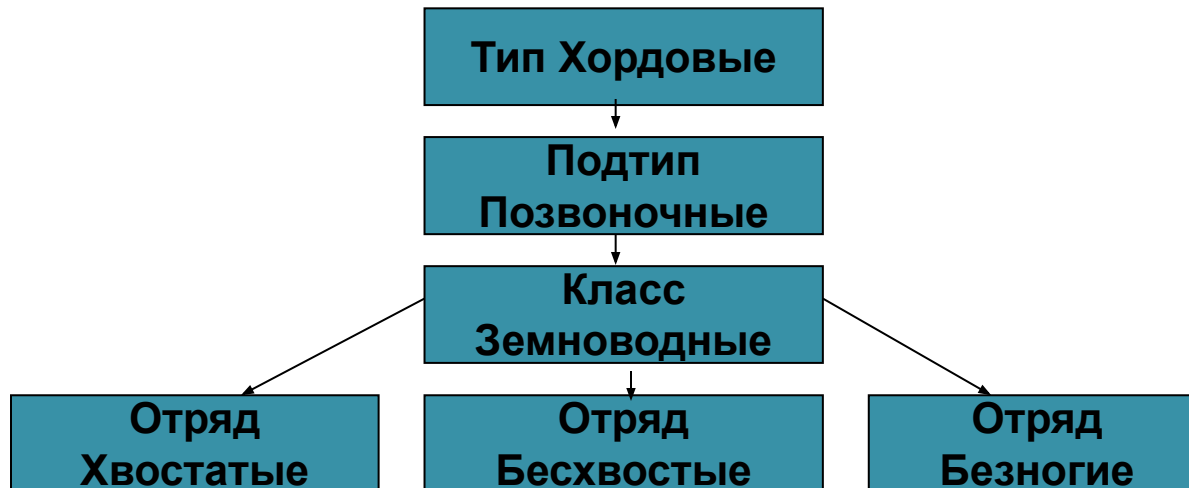 Тип Хордовые
Подтип
Позвоночные
Класс
Земноводные
Отряд
Хвостатые
Отряд
Бесхвостые
Отряд
Безногие